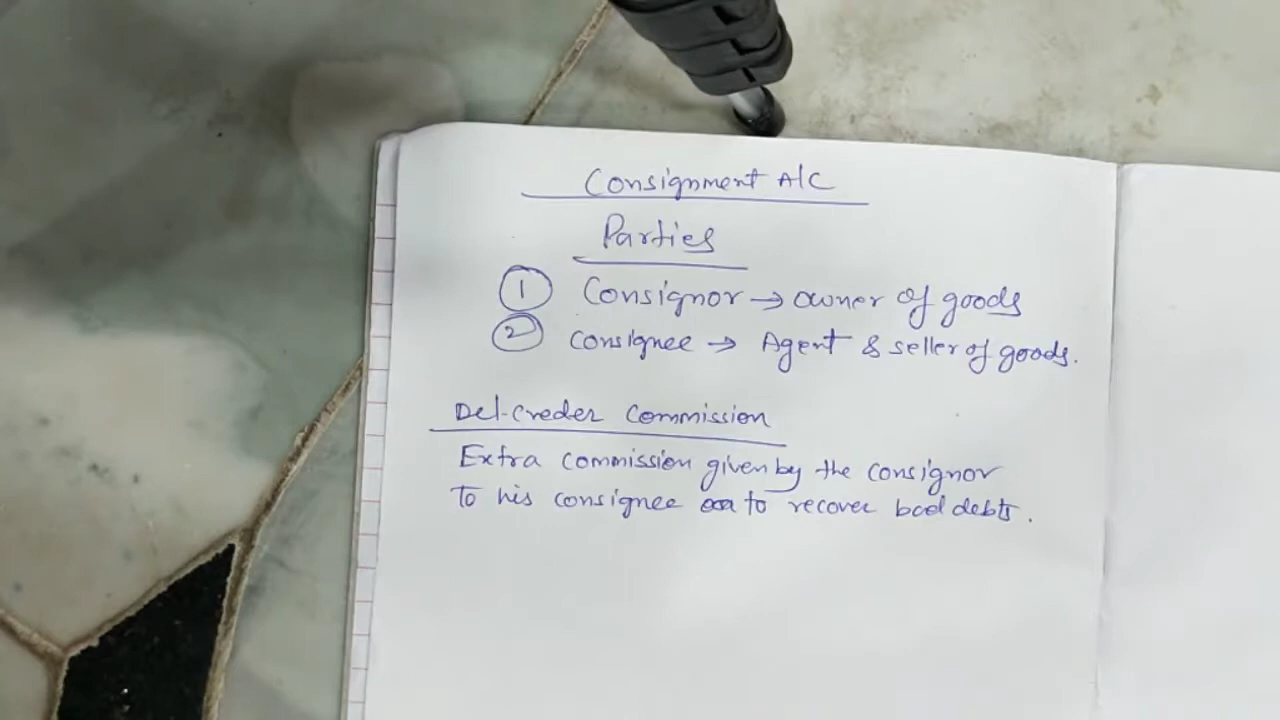 Consignment A/C
Parties
1 Consignor → owner of goods
2 Consignee → Agent & seller of goods.
Del-creder Commission
Extra commission given by the consignor
To his consignee to recover bad debts.